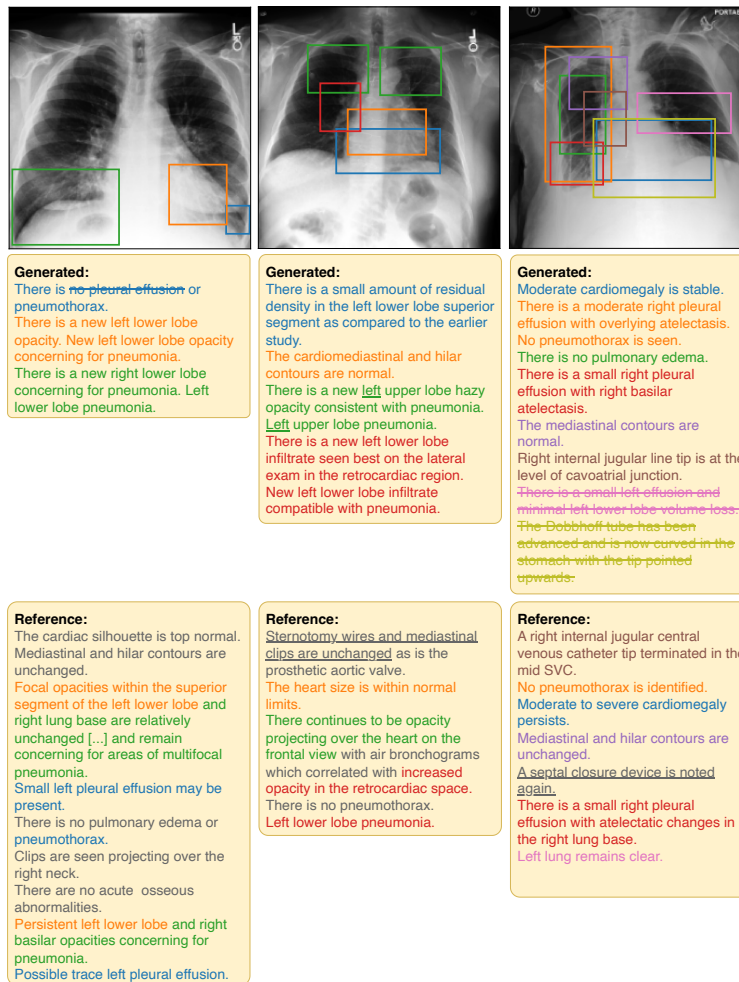 PORTABL
Generated:
There is no pleural effusion or
pneumothorax.
There is a new left lower lobe
opacity. New left lower lobe opacity
concerning for pneumonia.
There is a new right lower lobe
concerning for pneumonia. Left
lower lobe pneumonia.
Generated:
There is a small amount of residual
density in the left lower lobe superior
segment as compared to the earlier
study.
The cardiomediastinal and hilar
contours are normal.
There is a new left upper lobe hazy
opacity consistent with pneumonia.
Left upper lobe pneumonia.
There is a new left lower lobe
infiltrate seen best on the lateral
exam in the retrocardiac region.
New left lower lobe infiltrate
compatible with pneumonia.
Generated:
Moderate cardiomegaly is stable.
There is a moderate right pleural
effusion with overlying atelectasis.
No pneumothorax is seen.
There is no pulmonary edema.
There is a small right pleural
effusion with right basilar
atelectasis.
The mediastinal contours are
normal.
Right internal jugular line tip is at the
level of cavoatrial junction.
There is a small left effusion and
minimal left lower lobe volume loss.
The Dobbhoff tube has been
advanced and is now curved in the
stomach with the tip pointed
upwards.
Reference:
The cardiac silhouette is top normal.
Mediastinal and hilar contours are
unchanged.
Focal opacities within the superior
segment of the left lower lobe and
right lung base are relatively
unchanged [...] and remain
concerning for areas of multifocal
pneumonia.
Small left pleural effusion may be
present.
There is no pulmonary edema or
pneumothorax.
Clips are seen projecting over the
right neck.
There are no acute osseous
abnormalities.
Persistent left lower lobe and right
basilar opacities concerning for
pneumonia.
Possible trace left pleural effusion.
Reference:
Sternotomy wires and mediastinal
clips are unchanged as is the
prosthetic aortic valve.
The heart size is within normal
limits.
There continues to be opacity
projecting over the heart on the
frontal view with air bronchograms
which correlated with increased
opacity in the retrocardiac space.
There is no pneumothorax.
Left lower lobe pneumonia.
Reference:
A right internal jugular central
venous catheter tip terminated in the
mid SVC.
No pneumothorax is identified.
Moderate to severe cardiomegaly
persists.
Mediastinal and hilar contours are
unchanged.
A septal closure device is noted
again.
There is a small right pleural
effusion with atelectatic changes in
the right lung base.
Left lung remains clear.